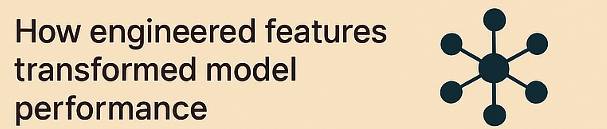 How engineered features
transformed model
performance